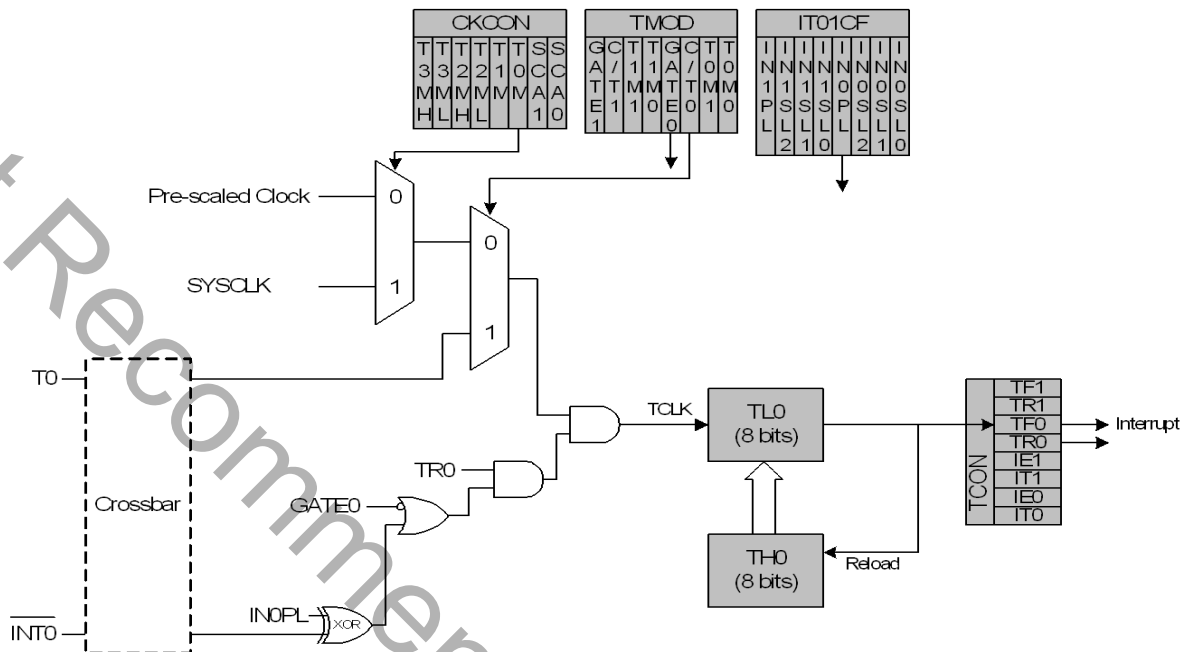 CKCON
T3MH T3ML T2MH T2ML T1M T0M SCA1 SCA0
TMOD
GATE1 C/T1 T1M1 T1M0 GATE0 C/T0 T0M1 T0M0
IT01CF
IN1PL IN1SL2 IN1SL1 IN1SL0 IN0PL IN0SL2 IN0SL1 IN0SL0
Pre-scaled Clock
0
SYSCLK
1
0
1
T0
Crossbar
INT0
GATE0
TR0
IN0PL
XOR
TCLK
TL0
(8 bits)
TH0
(8 bits)
Reload
TCON
TF1
TR1
TF0
TR0
IE1
IT1
IE0
IT0
Interrupt
Recommen